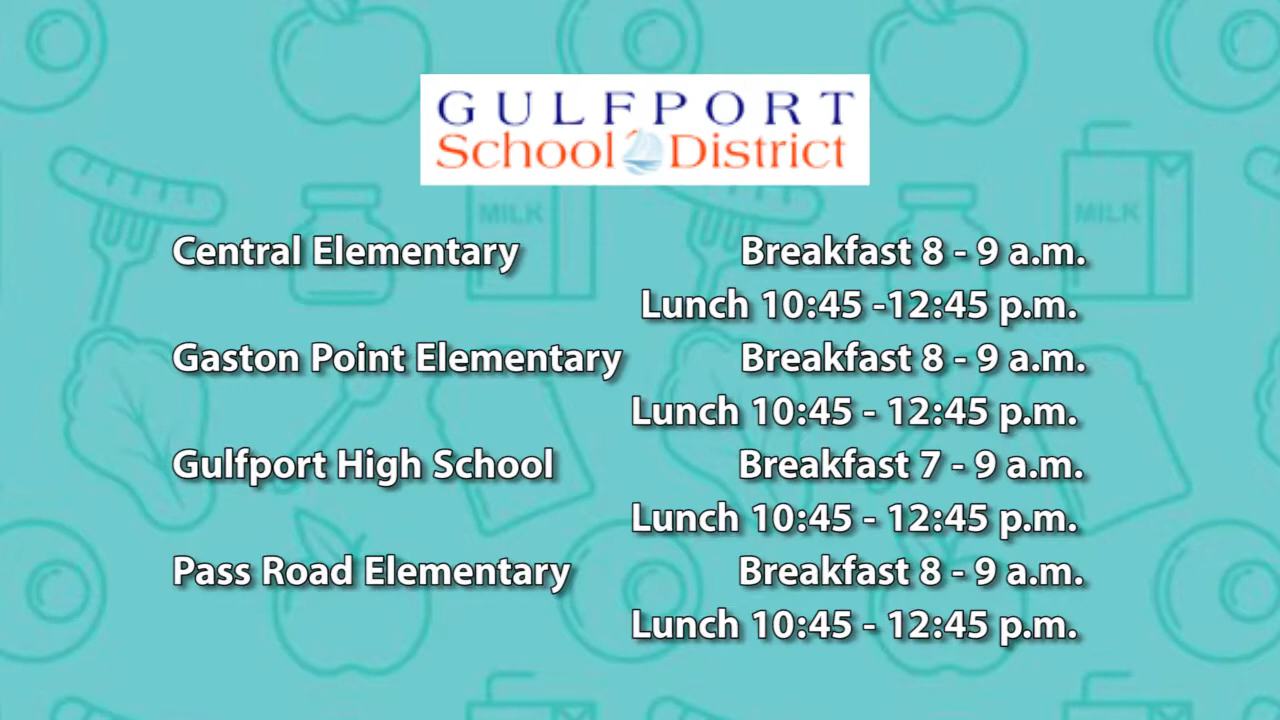 GULFPORT
School District
MILK
MILK
Central Elementary Breakfast 8 - 9 a.m.
Lunch 10:45 -12:45 p.m.
Gaston Point Elementary Breakfast 8 - 9 a.m.
Lunch 10:45 - 12:45 p.m.
Gulfport High School Breakfast 7 - 9 a.m.
Lunch 10:45 - 12:45 p.m.
Pass Road Elementary Breakfast 8 - 9 a.m.
Lunch 10:45 - 12:45 p.m.